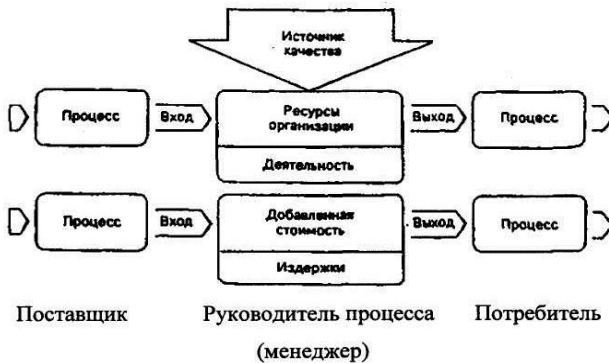 Источник
качества
Процесс
Вход
Ресурсы
организации
Деятельность
Выход
Процесс
Процесс
Вход
Добавленная
стоимость
Издержки
Выход
Процесс
Поставщик
Руководитель процесса
(менеджер)
Потребитель